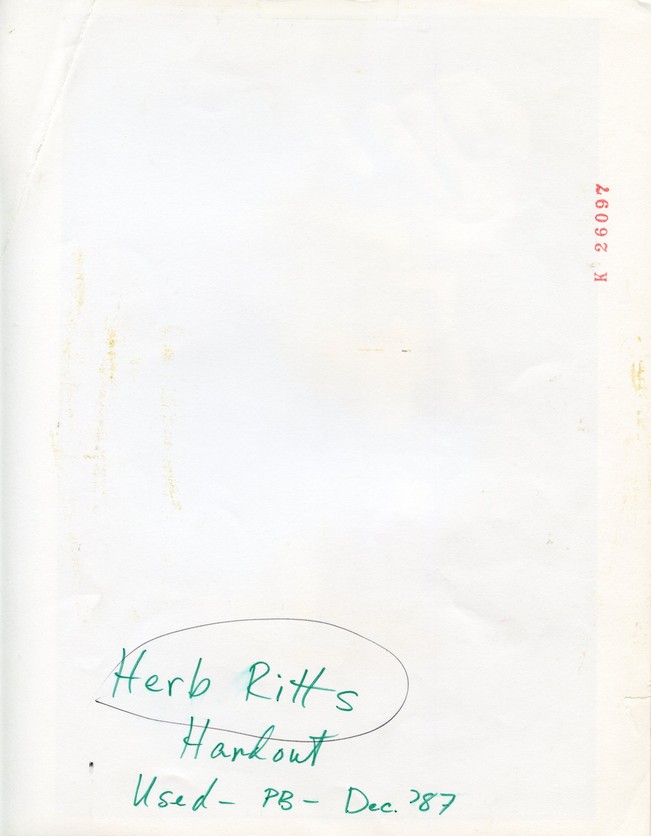 K 26097
Herb Ritts
Handout
Used - PB - Dec. '87